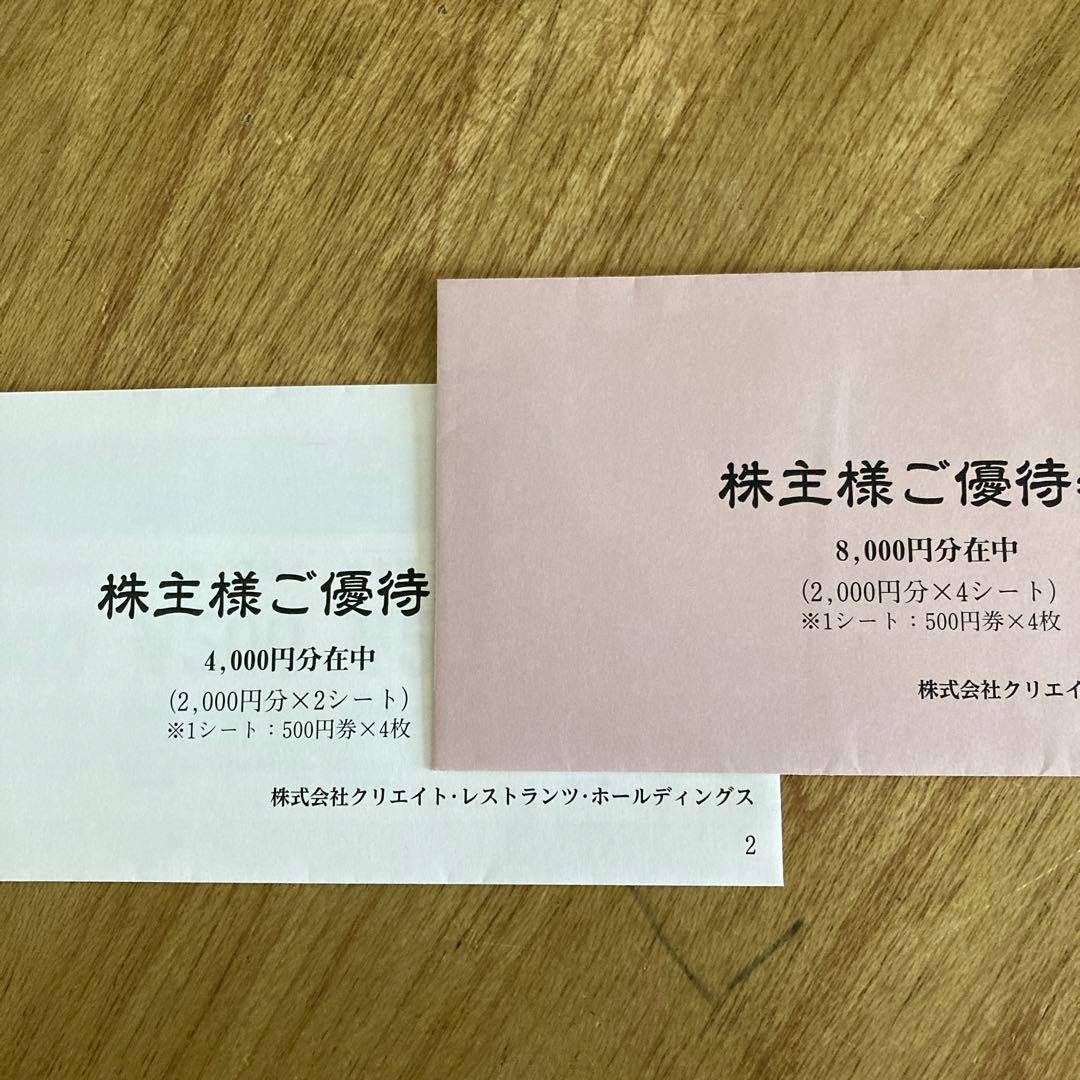 株主様ご優待
4,000円分在中
(2,000円分×2シート)
※1シート：500円券×4枚
株式会社クリエイト・レストランツ・ホールディングス
2
株主様ご優待
8,000円分在中
(2,000円分×4シート)
※1シート：500円券×4枚
株式会社クリエイ